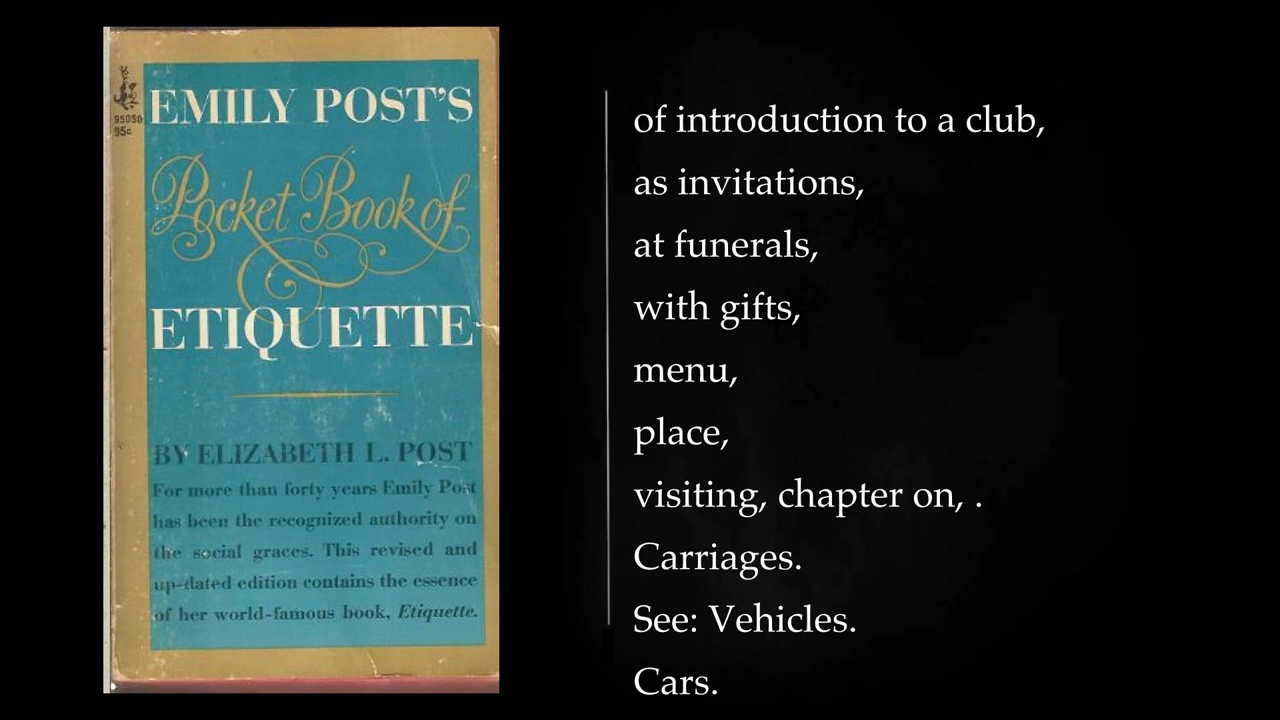 95050
95c
EMILY POST'S
Pocket Book of
ETIQUETTE
BY ELIZABETH L. POST
For more than forty years Emily Post
has been the recognized authority on
the social graces. This revised and
up-dated edition contains the essence
of her world-famous book, Etiquette.
of introduction to a club,
as invitations,
at funerals,
with gifts,
menu,
place,
visiting, chapter on, .
Carriages.
See: Vehicles.
Cars.